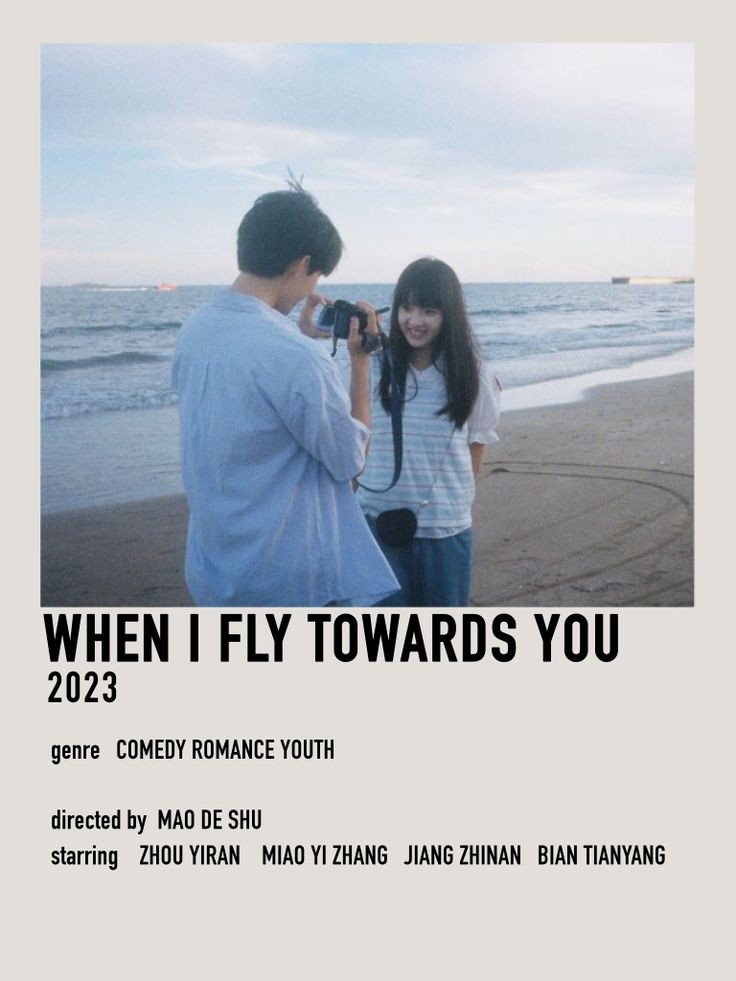 WHEN I FLY TOWARDS YOU
2023
genre COMEDY ROMANCE YOUTH
directed by MAO DE SHU
starring ZHOU YIRAN MIAO YI ZHANG JIANG ZHINAN BIAN TIANYANG